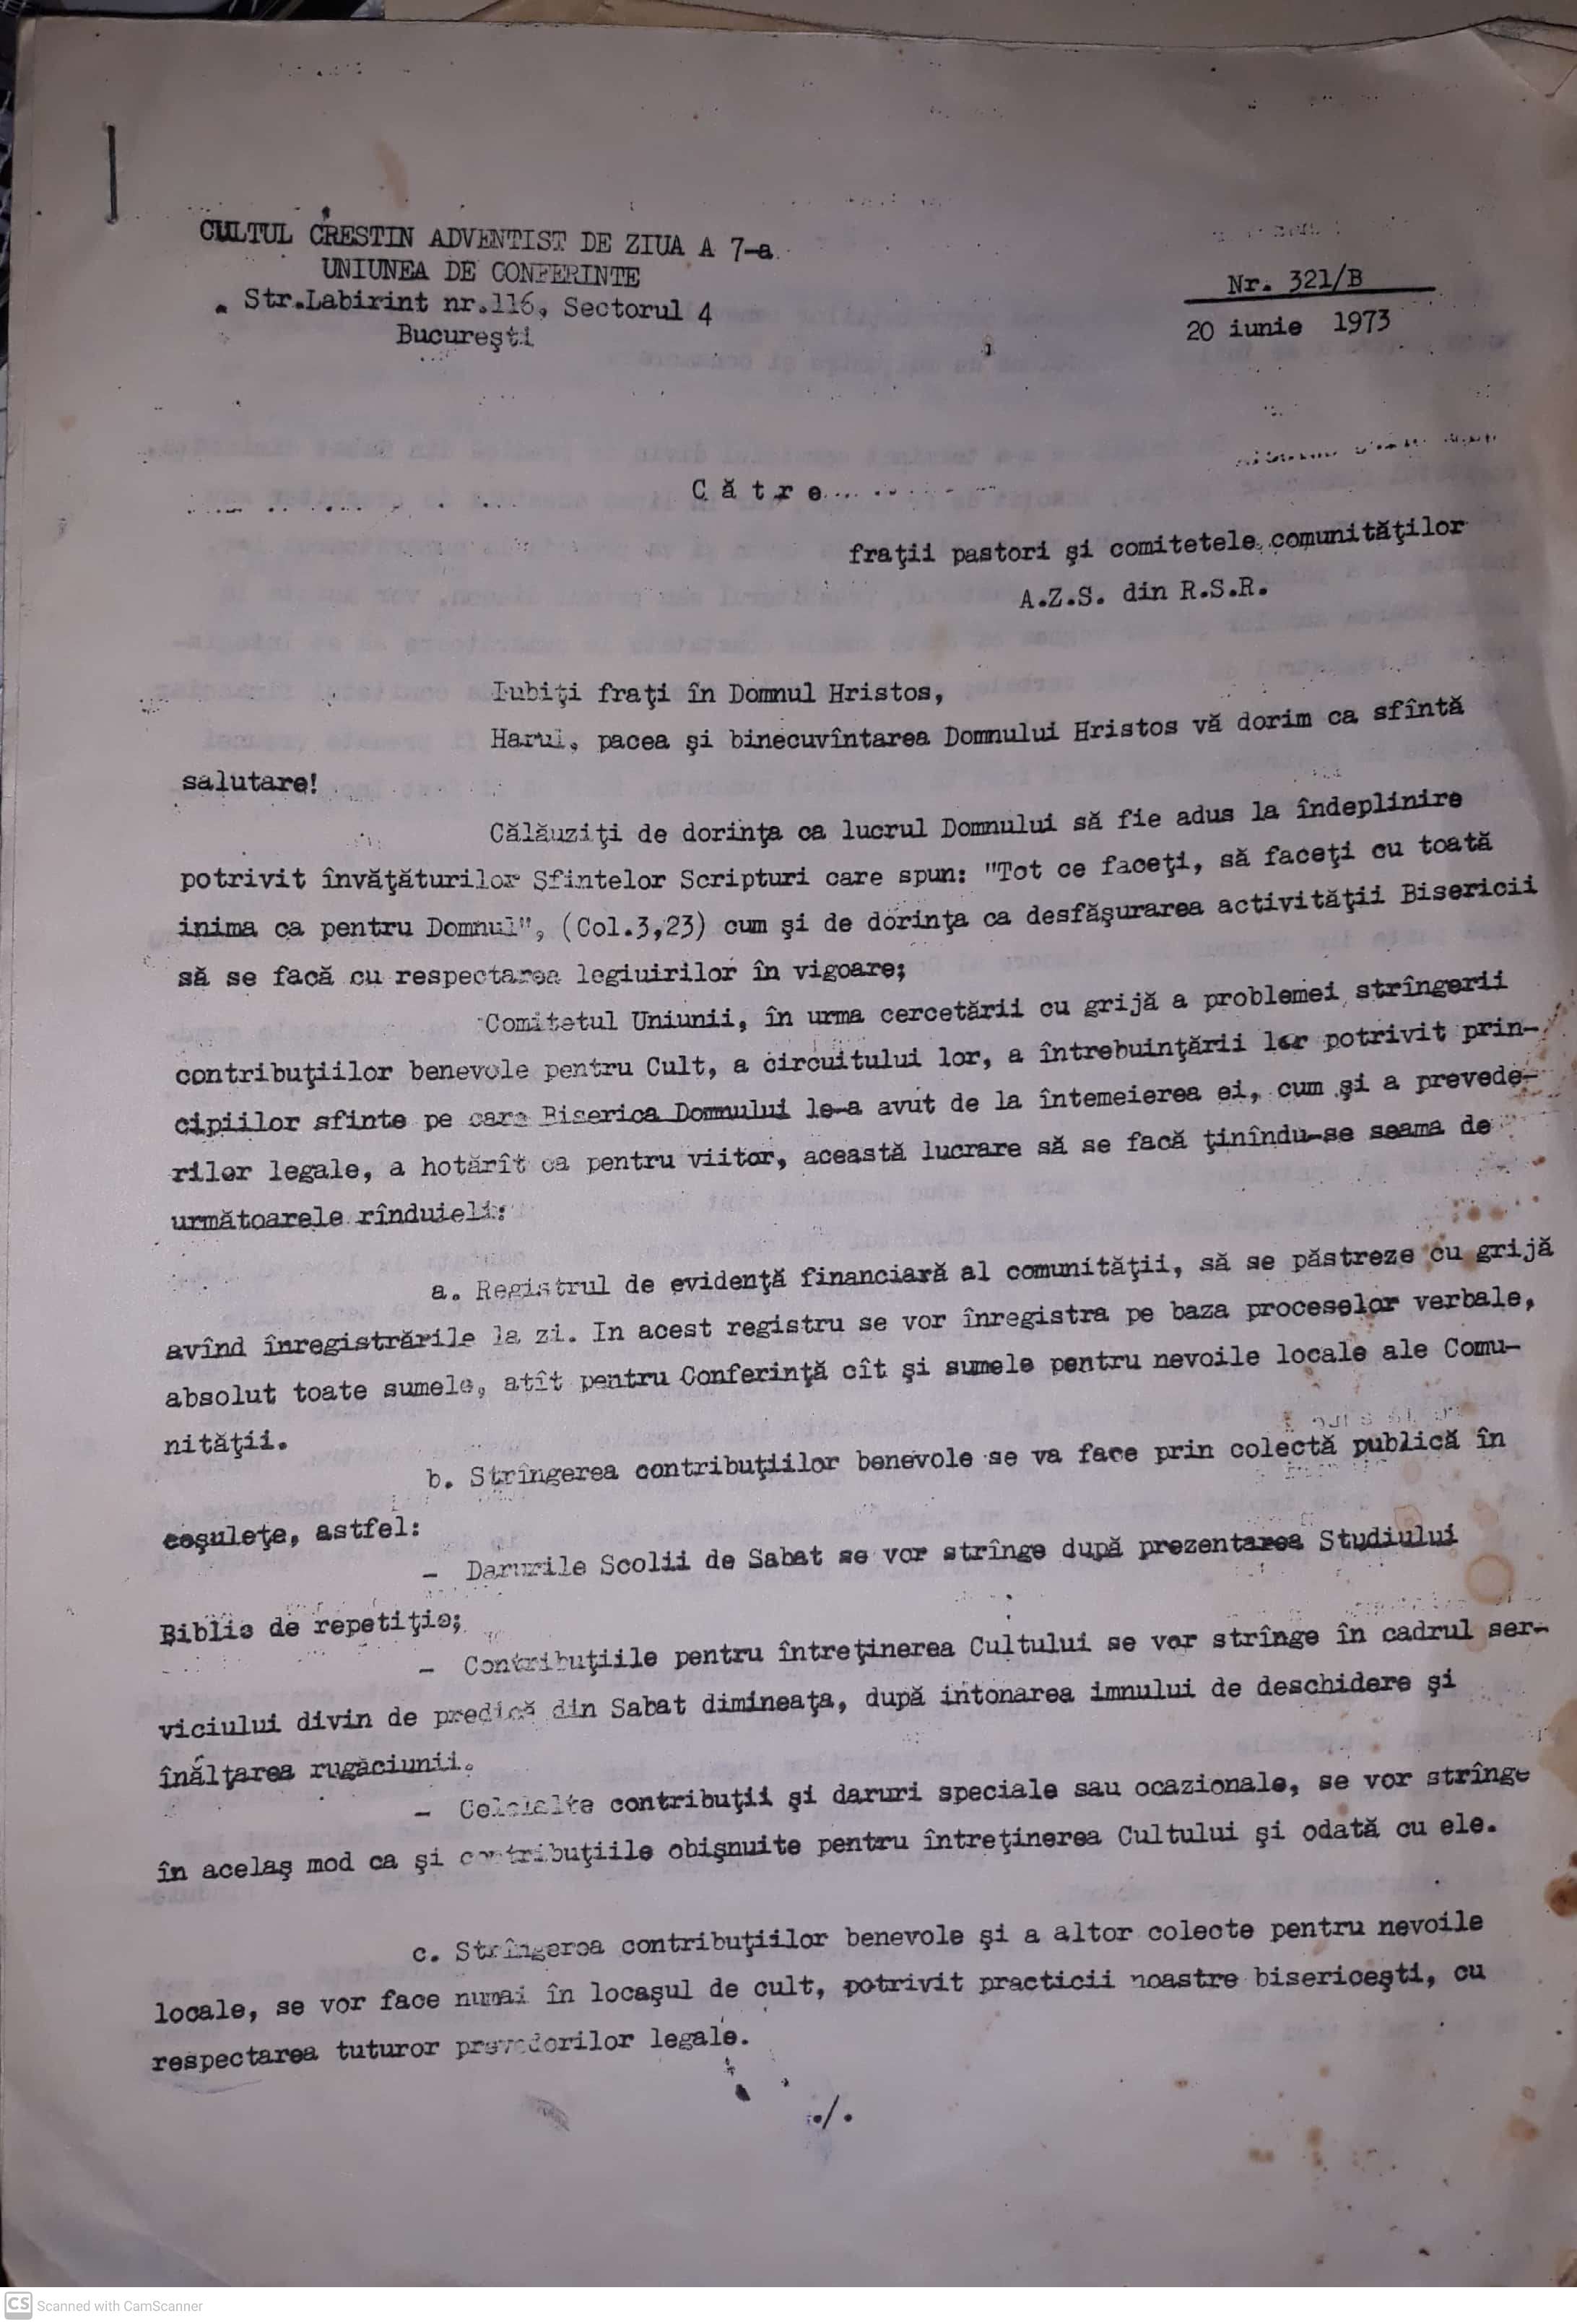 CULTUL CRESTIN ADVENTIST DE ZIUA A 7-a
UNIUNEA DE CONFERINTE
Str.Labirint nr.116, Sectorul 4
Bucureşti
Nr. 321/B
20 iunie 1973
C ă t r e
fraţii pastori şi comitetele comunităţilor
A.Z.S. din R.S.R.
Iubiţi fraţi în Domnul Hristos,
Harul, pacea şi binecuvîntarea Domnului Hristos vă dorim ca sfîntă
salutare!
Călăuziţi de dorinţa ca lucrul Domnului să fie adus la îndeplinire
potrivit învăţăturilor Sfintelor Scripturi care spun: "Tot ce faceţi, să faceţi cu toată
inima ca pentru Domnul", (Col.3,23) cum şi de dorinţa ca desfăşurarea activităţii Bisericii
să se facă cu respectarea legiuirilor în vigoare;
Comitetul Uniunii, în urma cercetării cu grijă a problemei strîngerii
contribuţiilor benevole pentru Cult, a circuitului lor, a întrebuinţării lor potrivit prin-
cipiilor sfinte pe care Biserica Domnului le-a avut de la întemeierea ei, cum şi a prevede-
rilor legale, a hotărît ca pentru viitor, această lucrare să se facă ţinîndu-se seama de
următoarele rînduieli:
a. Registrul de evidenţă financiară al comunităţii, să se păstreze cu grijă
avînd înregistrările la zi. In acest registru se vor înregistra pe baza proceselor verbale,
absolut toate sumele, atît pentru Conferinţă cît şi sumele pentru nevoile locale ale Comu-
nităţii.
b. Strîngerea contribuţiilor benevole se va face prin colectă publică în
coşuleţe, astfel:
- Darurile Scolii de Sabat se vor strînge după prezentarea Studiului
Biblic de repetiţie;
- Contribuţiile pentru întreţinerea Cultului se vor strînge în cadrul ser-
viciului divin de predică din Sabat dimineaţa, după intonarea imnului de deschidere şi
înălţarea rugăciunii.
- Celelalte contribuţii şi daruri speciale sau ocazionale, se vor strînge
în acelaş mod ca şi contribuţiile obişnuite pentru întreţinerea Cultului şi odată cu ele.
c. Strîngerea contribuţiilor benevole şi a altor colecte pentru nevoile
locale, se vor face numai în locaşul de cult, potrivit practicii noastre bisericeşti, cu
respectarea tuturor prevederilor legale.
./.
CS Scanned with CamScanner